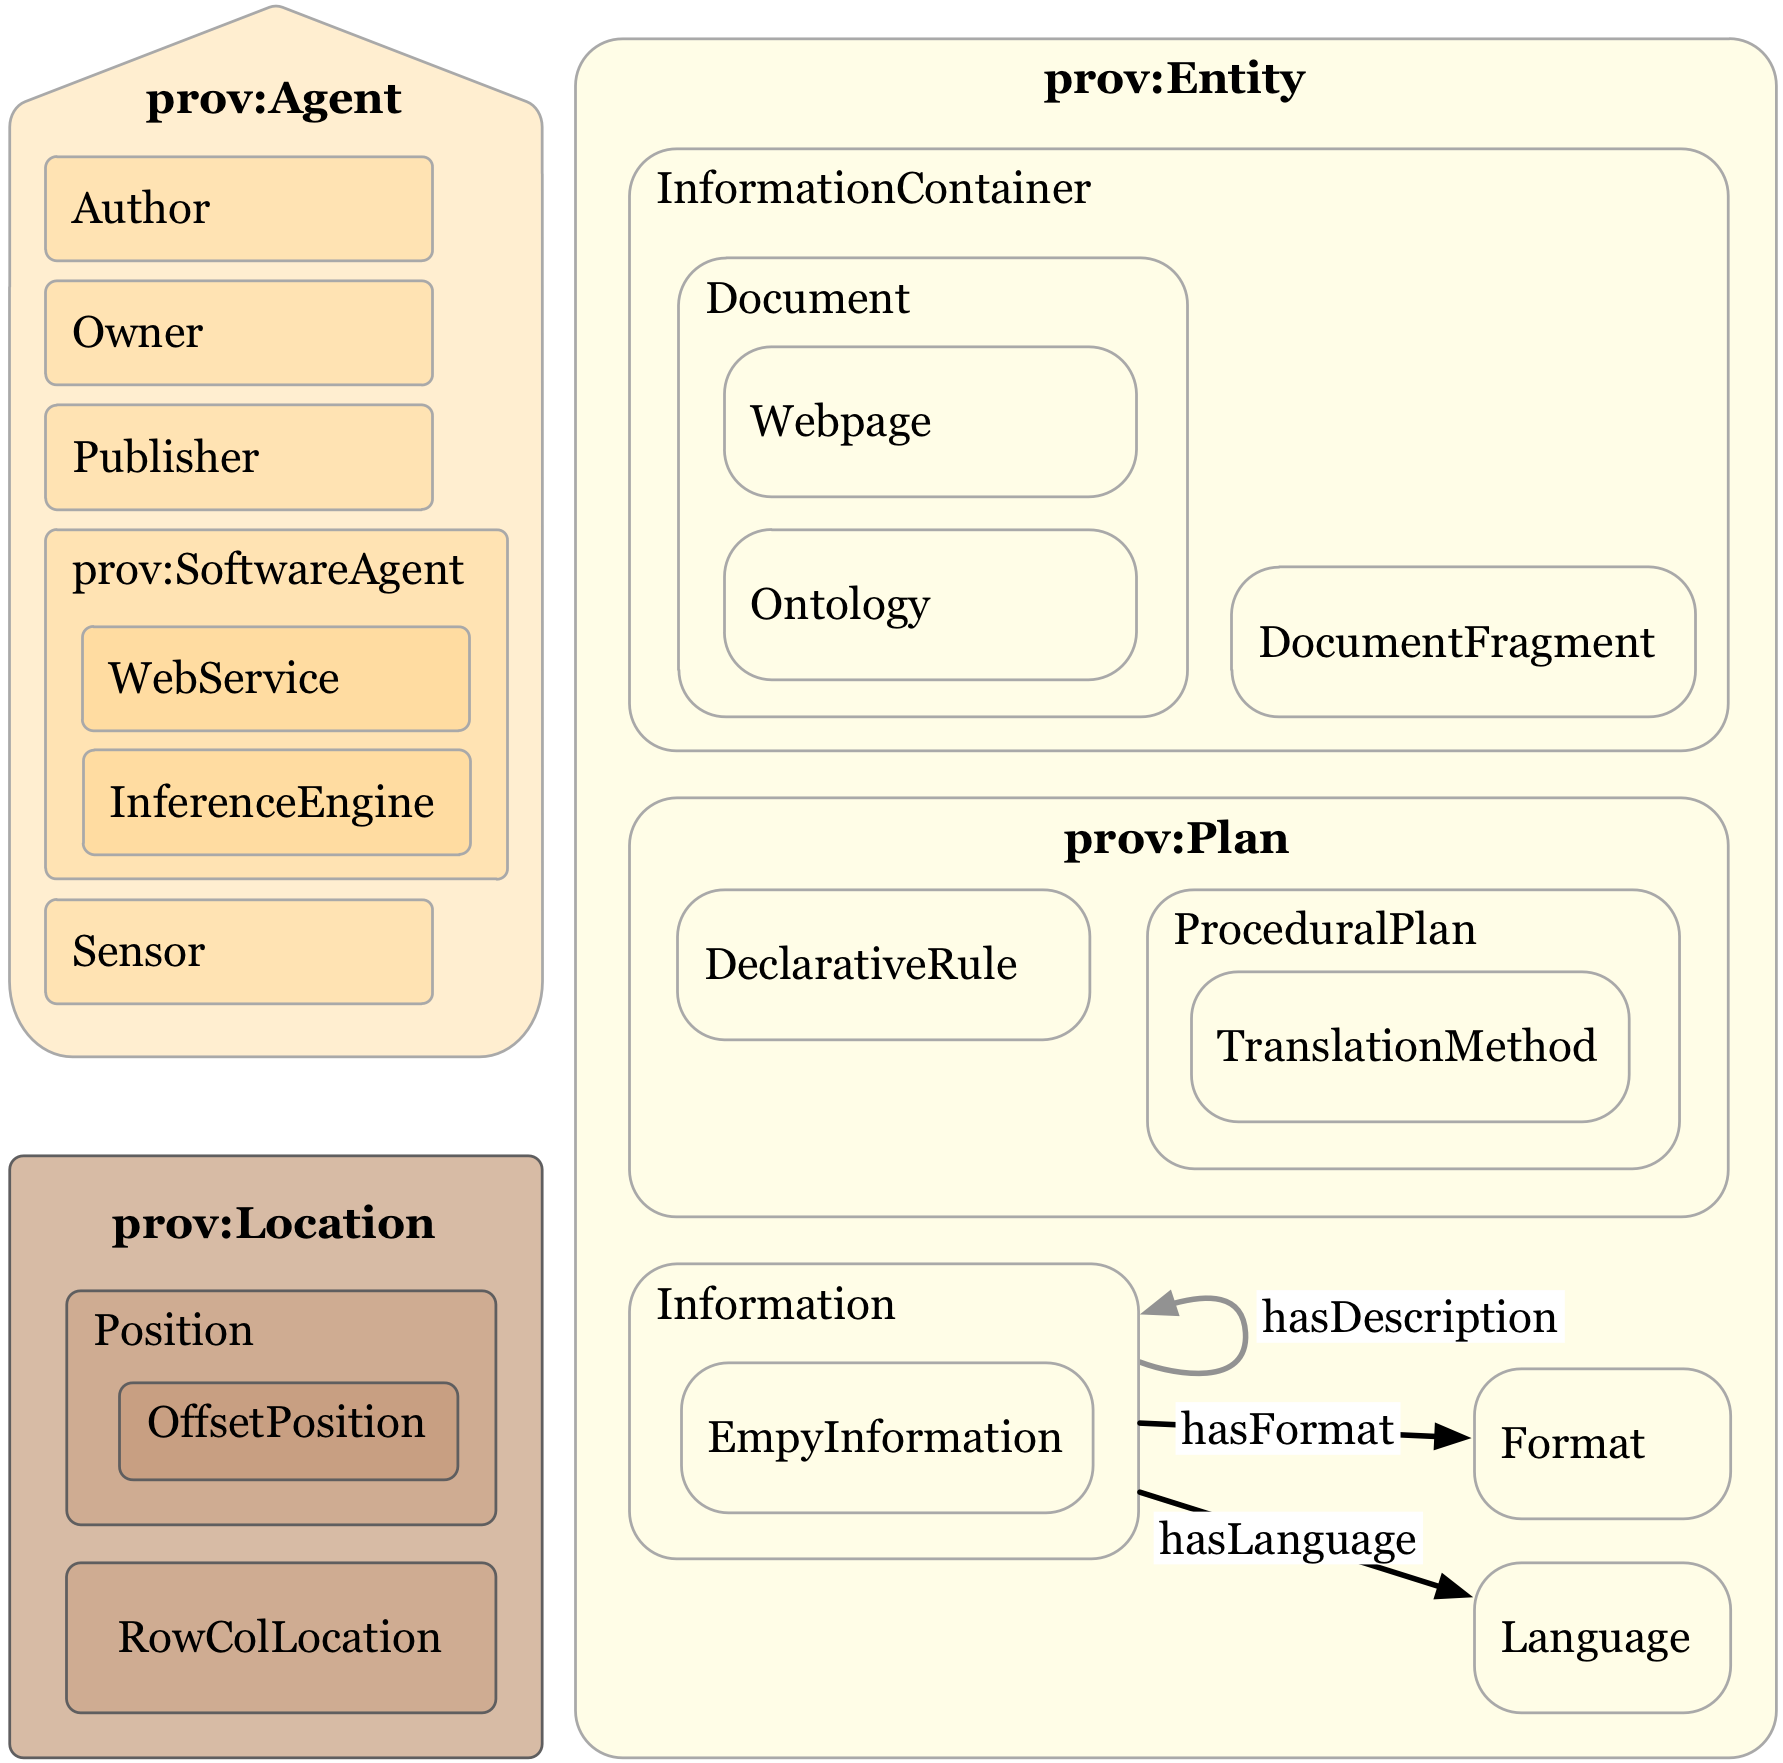 prov:Agent
Author
Owner
Publisher
prov:SoftwareAgent
WebService
InferenceEngine
Sensor
prov:Location
Position
OffsetPosition
RowColLocation
prov:Entity
InformationContainer
Document
Webpage
Ontology
DocumentFragment
prov:Plan
DeclarativeRule
ProceduralPlan
TranslationMethod
Information
EmpyInformation
hasDescription
hasFormat
Format
hasLanguage
Language